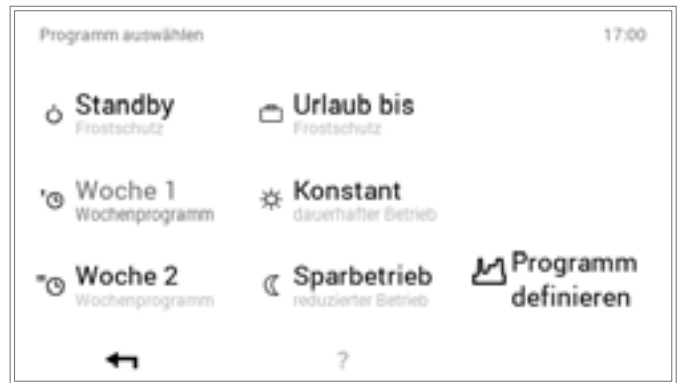 Programm auswählen
17:00
Standby
Frostschutz
Urlaub bis
Frostschutz
Woche 1
Wochenprogramm
Konstant
dauerhafter Betrieb
Woche 2
Wochenprogramm
Sparbetrieb
reduzierter Betrieb
Programm
definieren
?